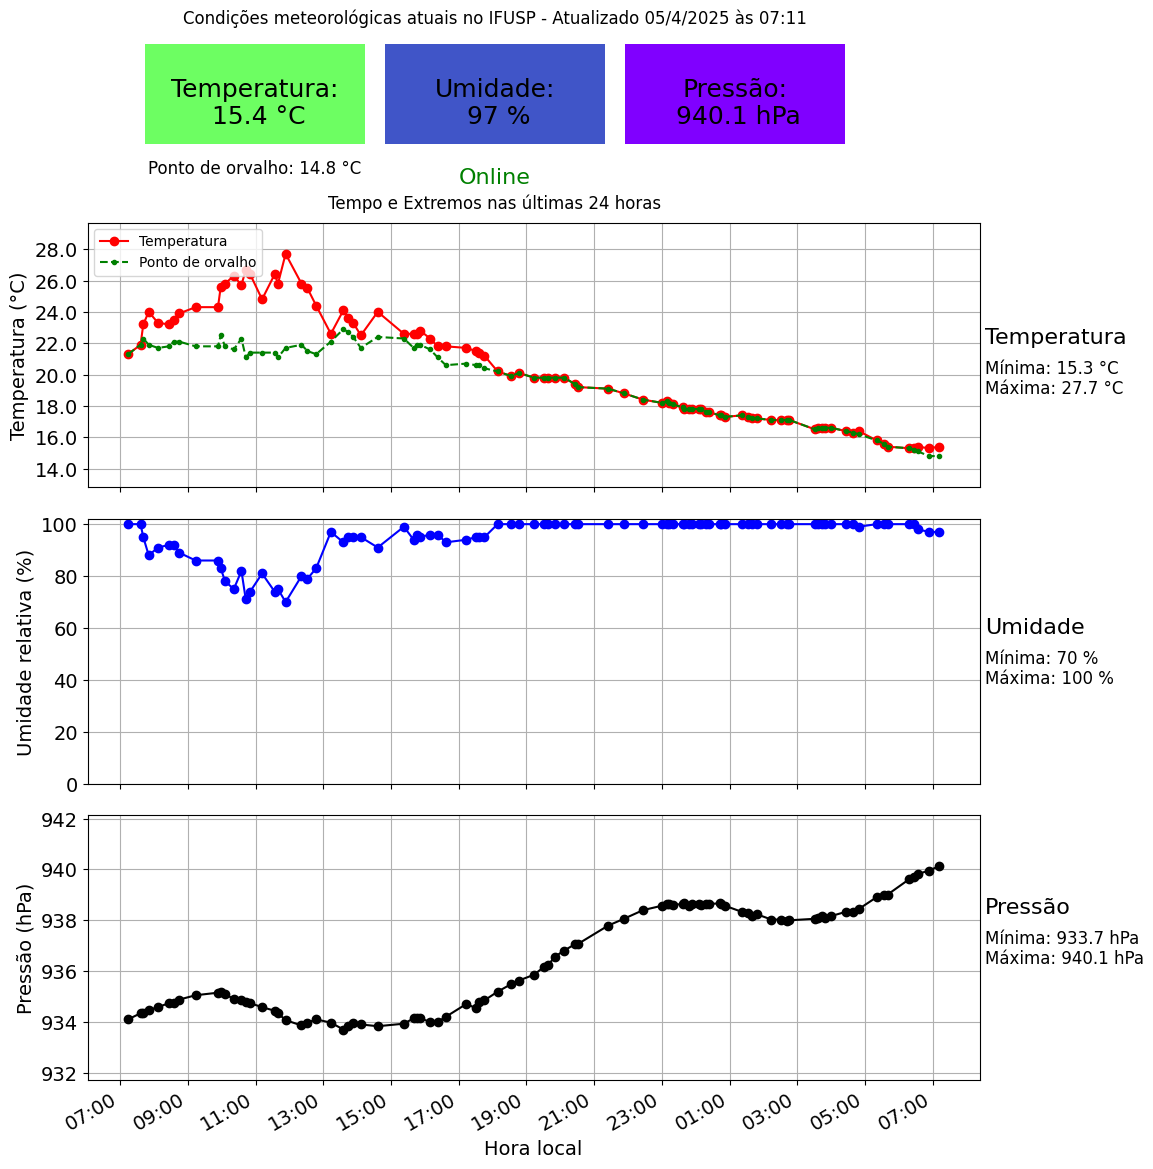 Condições meteorológicas atuais no IFUSP - Atualizado 05/4/2025 às 07:11
Temperatura:
15.4 °C
Umidade:
97 %
Pressão:
940.1 hPa
Ponto de orvalho: 14.8 °C
Online
Tempo e Extremos nas últimas 24 horas
Temperatura
Ponto de orvalho
Temperatura (°C)
28.0
26.0
24.0
22.0
20.0
18.0
16.0
14.0
Temperatura
Mínima: 15.3 °C
Máxima: 27.7 °C
Umidade relativa (%)
100
80
60
40
20
0
Umidade
Mínima: 70 %
Máxima: 100 %
Pressão (hPa)
942
940
938
936
934
932
Pressão
Mínima: 933.7 hPa
Máxima: 940.1 hPa
07:00 09:00 11:00 13:00 15:00 17:00 19:00 21:00 23:00 01:00 03:00 05:00 07:00
Hora local